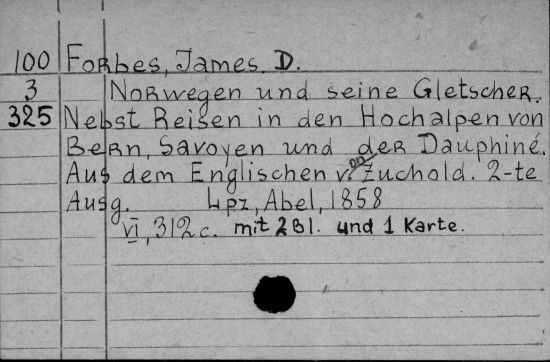 100 Forbes, James D.
3 Norwegen und seine Gletscher.
325 Nebst Reisen in den Hochalpen von
Bern, Savoyen und der Dauphiné.
Aus dem Englischen von Zuchold. 2-te
Ausg. Lpz, Abel, 1858
VI, 312 c. mit 2 Bl. und 1 Karte.